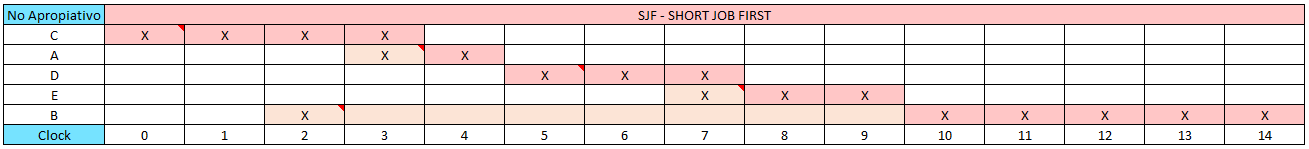 No Apropiativo SJF - SHORT JOB FIRST
C X X X X
A X X
D X X X
E X X X
B X X X X X X
Clock 0 1 2 3 4 5 6 7 8 9 10 11 12 13 14